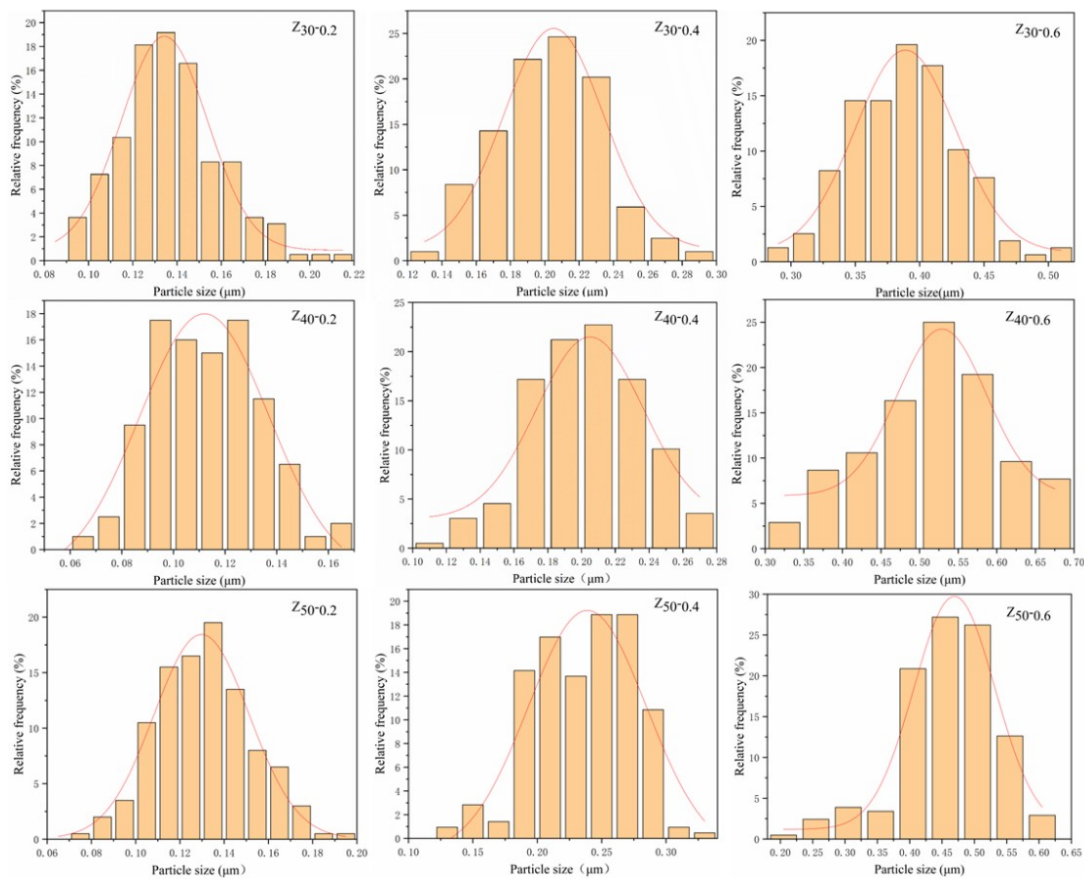 Z30-0.2
Relative frequency (%)
20
18
16
14
12
10
8
6
4
2
0
0.08 0.10 0.12 0.14 0.16 0.18 0.20 0.22
Particle size (μm)
Z30-0.4
Relative frequency (%)
25
20
15
10
5
0
0.12 0.14 0.16 0.18 0.20 0.22 0.24 0.26 0.28 0.30
Particle size (μm)
Z30-0.6
Relative frequency (%)
20
15
10
5
0
0.30 0.35 0.40 0.45 0.50
Particle size(μm)
Z40-0.2
Relative frequency (%)
18
16
14
12
10
8
6
4
2
0
0.06 0.08 0.10 0.12 0.14 0.16
Particle size (μm)
Z40-0.4
Relative frequency(%)
25
20
15
10
5
0
0.10 0.12 0.14 0.16 0.18 0.20 0.22 0.24 0.26 0.28
Particle size（μm）
Z40-0.6
Relative frequency (%)
25
20
15
10
5
0
0.30 0.35 0.40 0.45 0.50 0.55 0.60 0.65 0.70
Particle size (μm)
Z50-0.2
Relative frequency (%)
20
15
10
5
0
0.06 0.08 0.10 0.12 0.14 0.16 0.18 0.20
Particle size (μm）
Z50-0.4
Relative frequency (%)
20
18
16
14
12
10
8
6
4
2
0
0.10 0.15 0.20 0.25 0.30
Particle size (μm）
Z50-0.6
Relative frequency (%)
30
25
20
15
10
5
0
0.20 0.25 0.30 0.35 0.40 0.45 0.50 0.55 0.60 0.65
Particle size (μm)